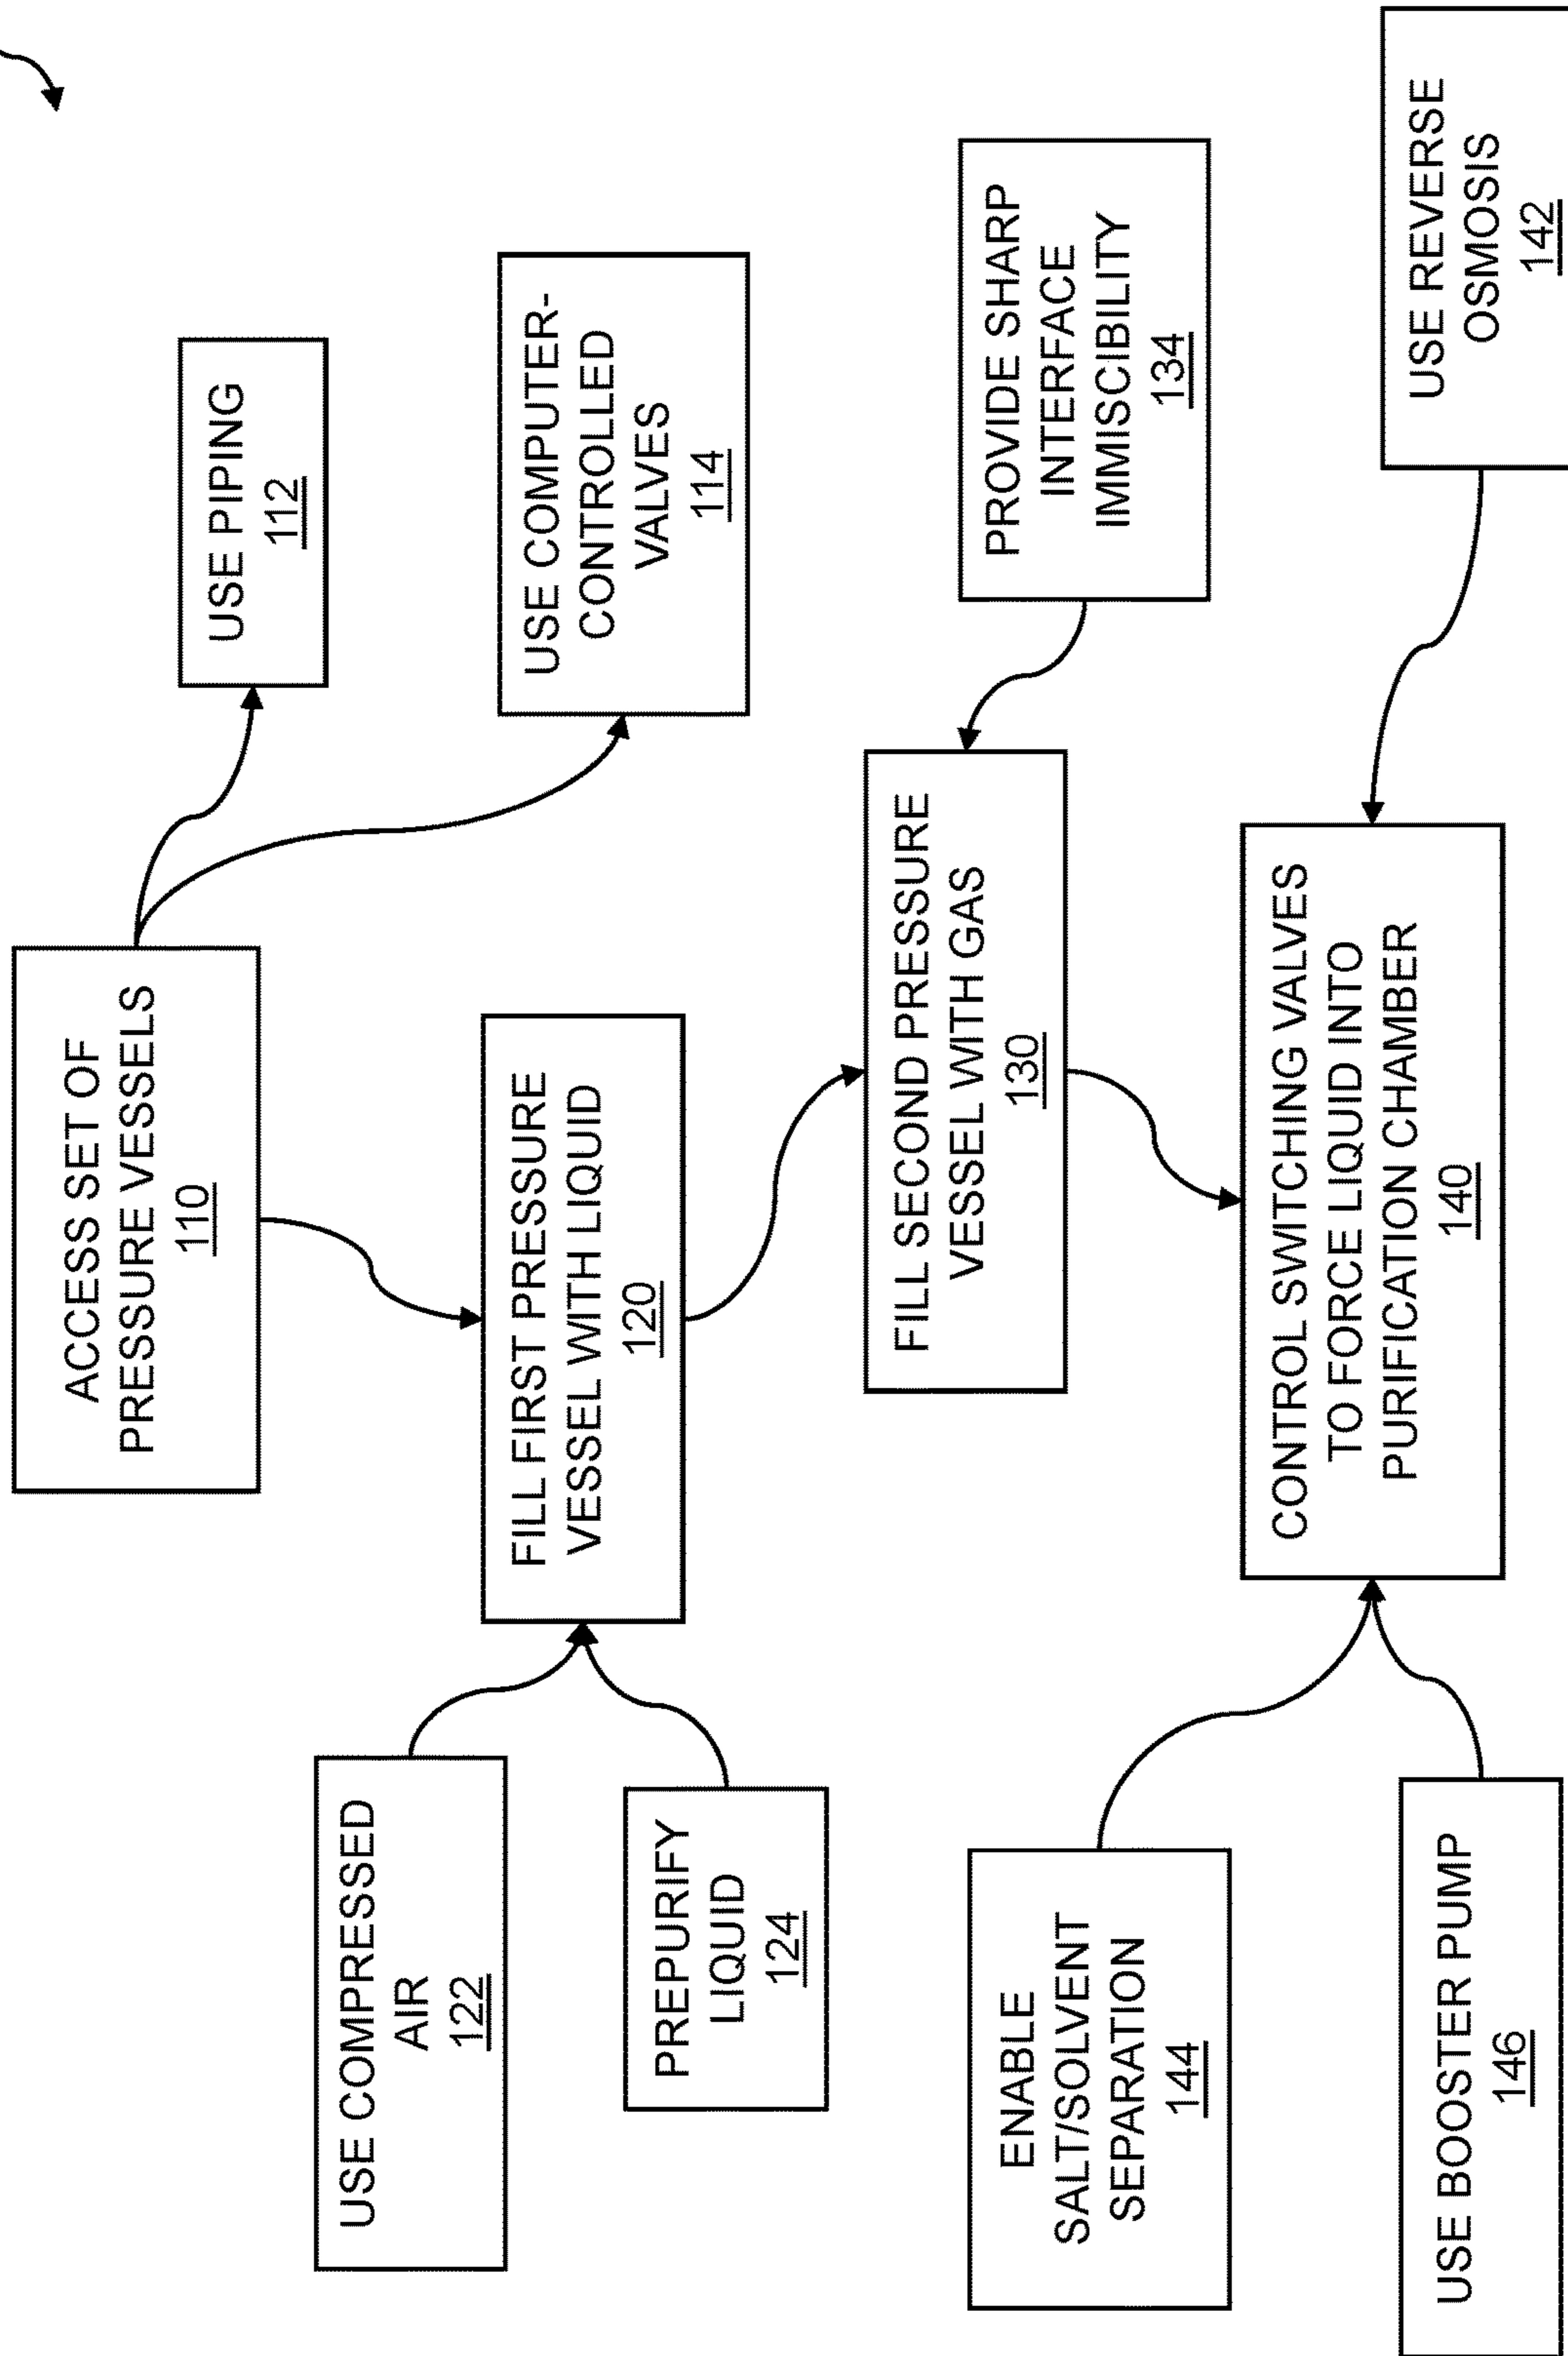 ACCESS SET OF
PRESSURE VESSELS
110
USE PIPING
112
USE COMPUTER-
CONTROLLED
VALVES
114
USE COMPRESSED
AIR
122
FILL FIRST PRESSURE
VESSEL WITH LIQUID
120
PREPURIFY
LIQUID
124
FILL SECOND PRESSURE
VESSEL WITH GAS
130
PROVIDE SHARP
INTERFACE
IMMISCIBILITY
134
ENABLE
SALT/SOLVENT
SEPARATION
144
CONTROL SWITCHING VALVES
TO FORCE LIQUID INTO
PURIFICATION CHAMBER
140
USE REVERSE
OSMOSIS
142
USE BOOSTER PUMP
146